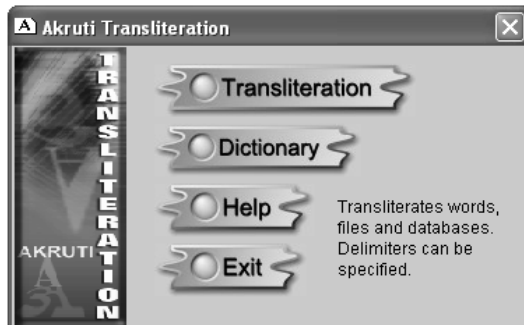 Akruti Transliteration
TRANSLITERATION
AKRUTI
Transliteration
Dictionary
Help
Exit
Transliterates words,
files and databases.
Delimiters can be
specified.